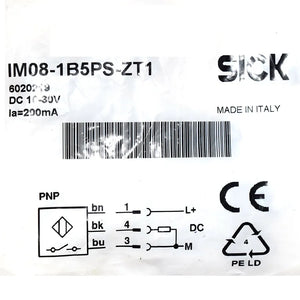 IM08-1B5PS-ZT1
SICK
DC 10-30V
Ia=200mA
MADE IN ITALY
PNP
bn 1 L+
bk 4 DC
bu 3 M
CE
4
PE LD